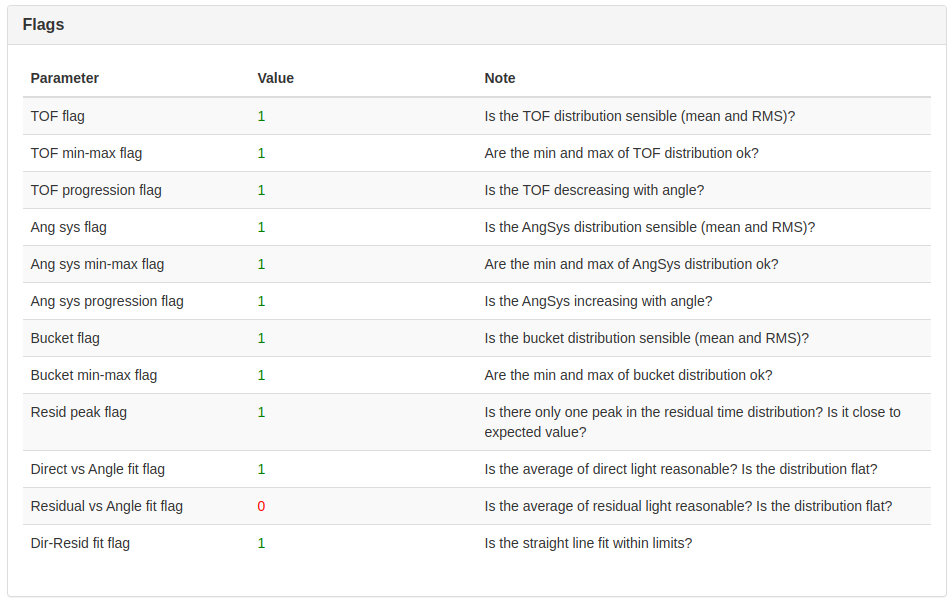 Flags
Parameter Value Note
TOF flag 1 Is the TOF distribution sensible (mean and RMS)?
TOF min-max flag 1 Are the min and max of TOF distribution ok?
TOF progression flag 1 Is the TOF descreasing with angle?
Ang sys flag 1 Is the AngSys distribution sensible (mean and RMS)?
Ang sys min-max flag 1 Are the min and max of AngSys distribution ok?
Ang sys progression flag 1 Is the AngSys increasing with angle?
Bucket flag 1 Is the bucket distribution sensible (mean and RMS)?
Bucket min-max flag 1 Are the min and max of bucket distribution ok?
Resid peak flag 1 Is there only one peak in the residual time distribution? Is it close to
expected value?
Direct vs Angle fit flag 1 Is the average of direct light reasonable? Is the distribution flat?
Residual vs Angle fit flag 0 Is the average of residual light reasonable? Is the distribution flat?
Dir-Resid fit flag 1 Is the straight line fit within limits?